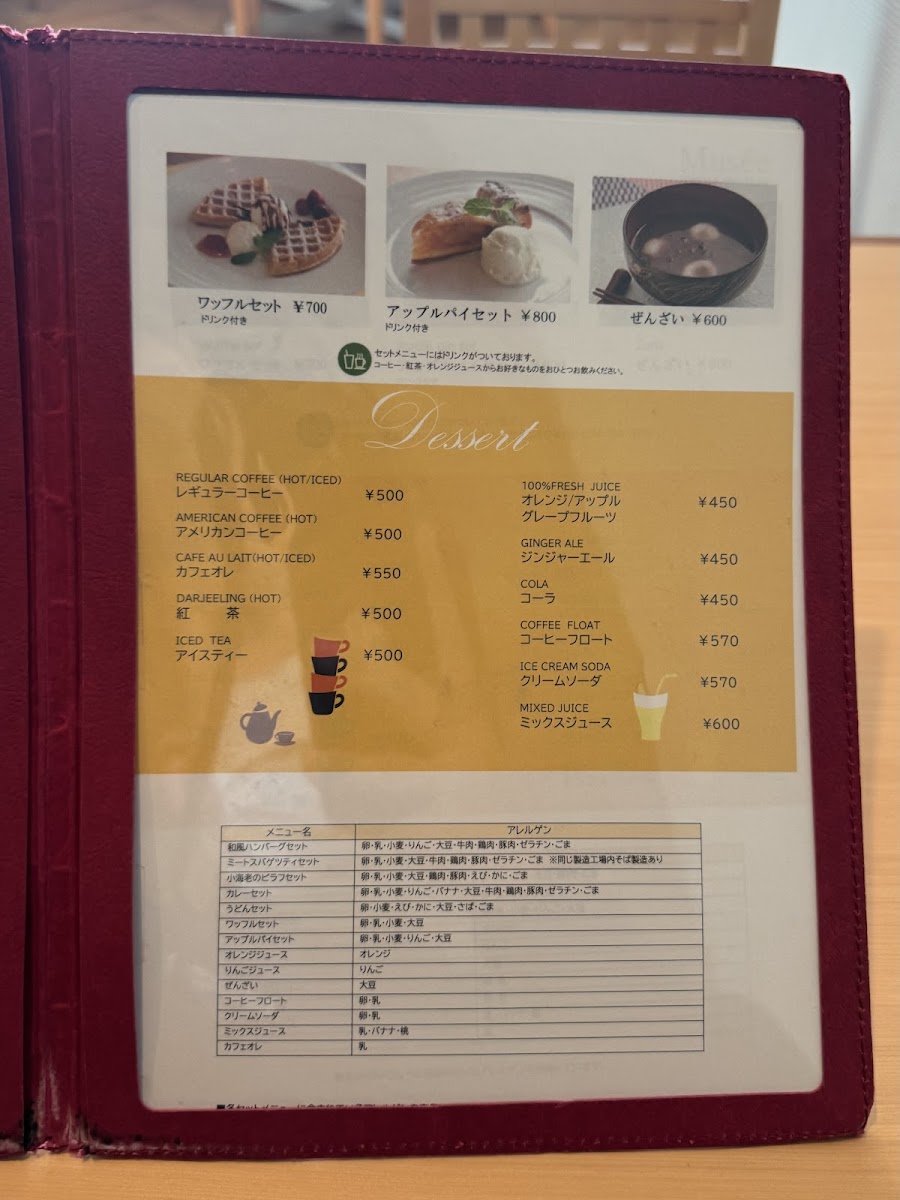 ワッフルセット ￥700
ドリンク付き
アップルパイセット ￥800
ドリンク付き
ぜんざい ￥600
セットメニューにはドリンクがついております。
コーヒー・紅茶・オレンジジュースからお好きなものをおひとつお飲みください。
Dessert
REGULAR COFFEE (HOT/ICED)
レギュラーコーヒー ￥500
AMERICAN COFFEE (HOT)
アメリカンコーヒー ￥500
CAFE AU LAIT(HOT/ICED)
カフェオレ ￥550
DARJEELING (HOT)
紅 茶 ￥500
ICED TEA
アイスティー ￥500
100%FRESH JUICE
オレンジ/アップル ￥450
グレープフルーツ
GINGER ALE
ジンジャーエール ￥450
COLA
コーラ ￥450
COFFEE FLOAT
コーヒーフロート ￥570
ICE CREAM SODA
クリームソーダ ￥570
MIXED JUICE
ミックスジュース ￥600
メニュー名 アレルゲン
和風ハンバーグセット 卵・乳・小麦・りんご・大豆・牛肉・鶏肉・豚肉・ゼラチン・ごま
ミートスパゲッティセット 卵・乳・小麦・大豆・牛肉・鶏肉・豚肉・ゼラチン・ごま ※同じ製造工場内そば製造あり
小海老のピラフセット 卵・乳・小麦・大豆・鶏肉・豚肉・えび・かに・ごま
カレーセット 卵・乳・小麦・りんご・バナナ・大豆・牛肉・鶏肉・豚肉・ゼラチン・ごま
うどんセット 卵・小麦・えび・かに・大豆・さば・ごま
ワッフルセット 卵・乳・小麦・大豆
アップルパイセット 卵・乳・小麦・りんご・大豆
オレンジジュース オレンジ
りんごジュース りんご
ぜんざい 大豆
コーヒーフロート 卵・乳
クリームソーダ 卵・乳
ミックスジュース 乳・バナナ・桃
カフェオレ 乳